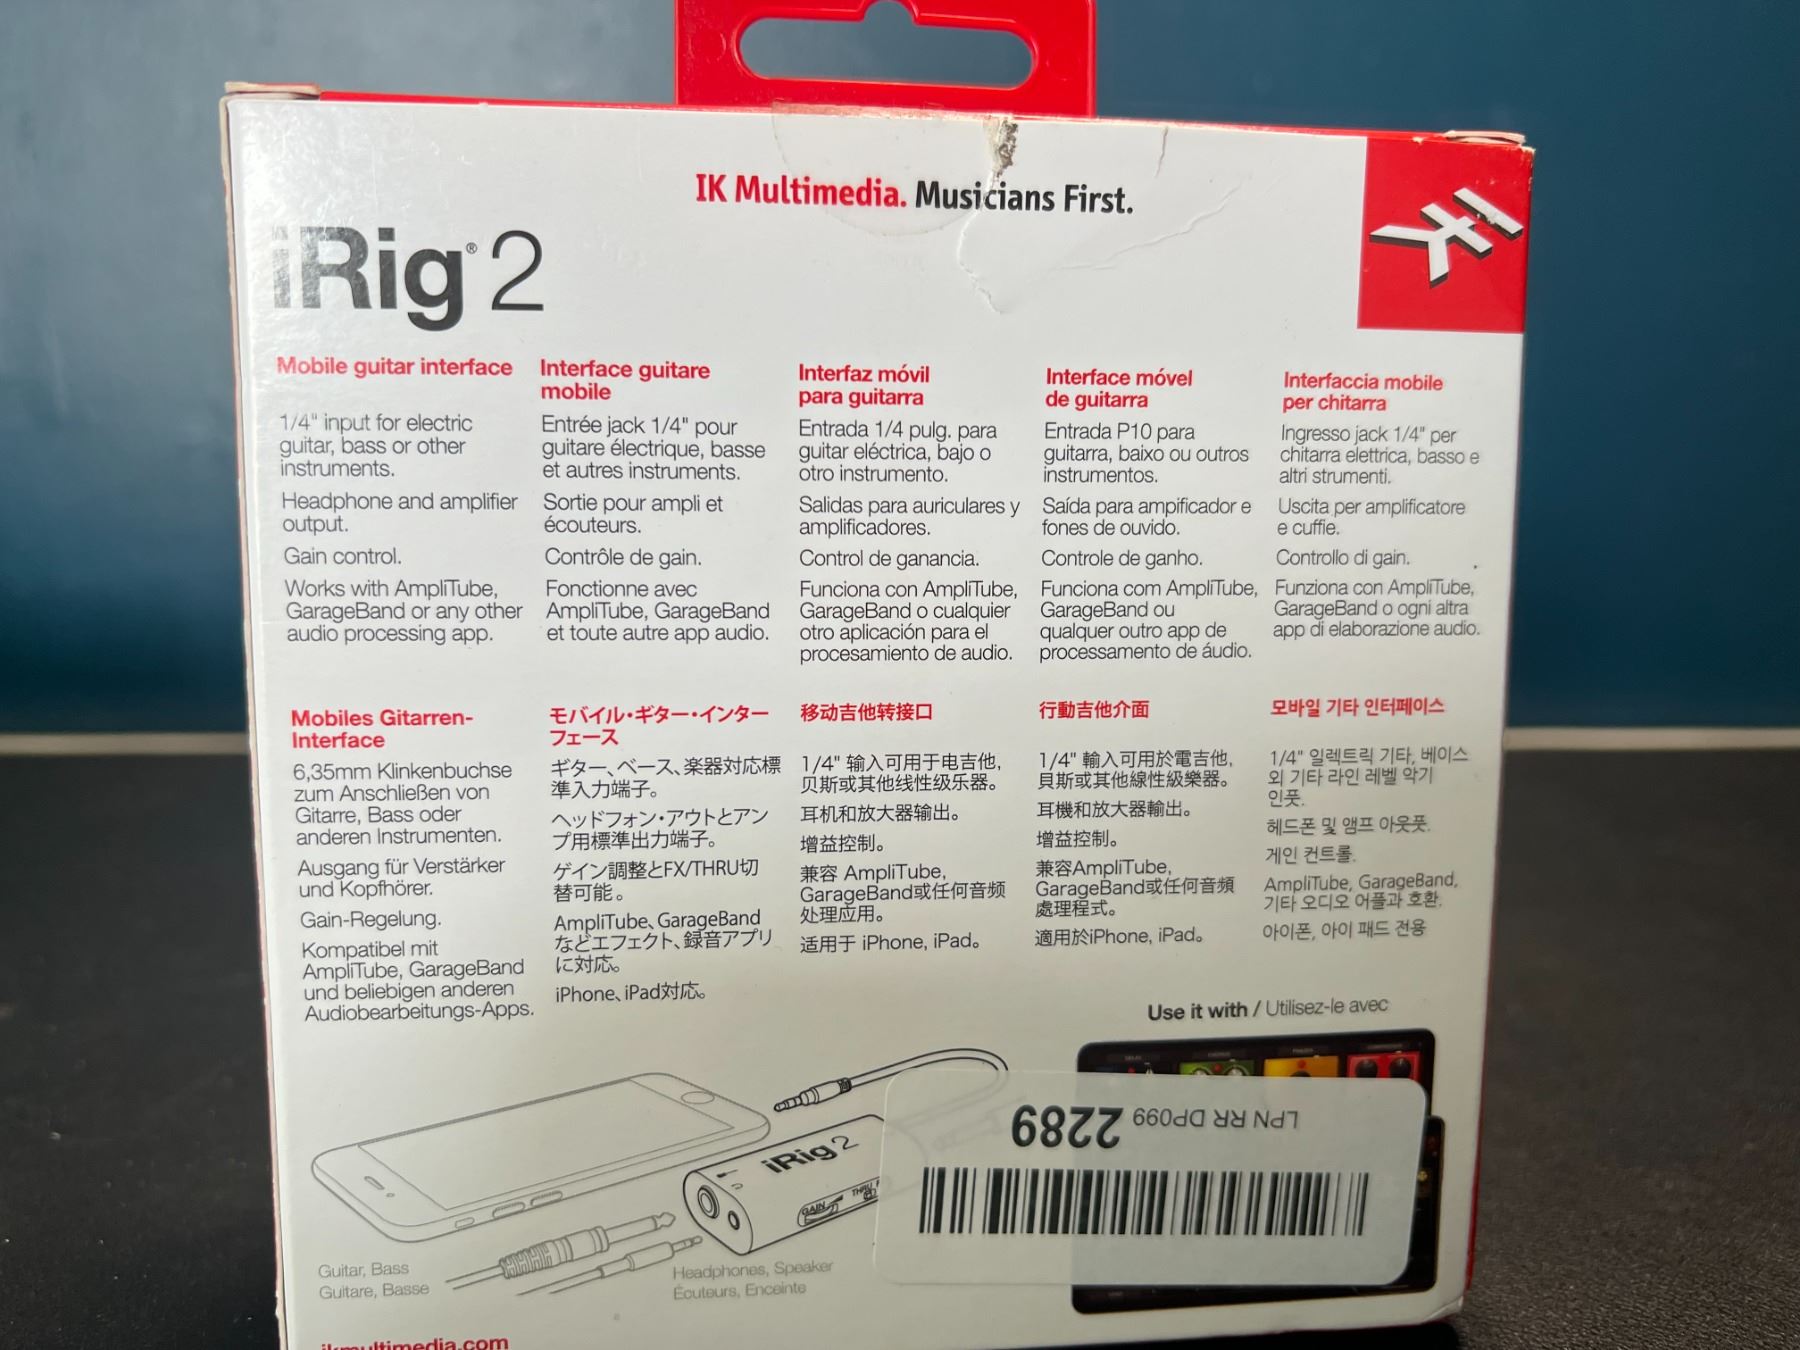 IK Multimedia. Musicians First.
iRig® 2
Mobile guitar interface
1/4" input for electric
guitar, bass or other
instruments.
Headphone and amplifier
output.
Gain control.
Works with AmpliTube,
GarageBand or any other
audio processing app.
Interface guitare
mobile
Entrée jack 1/4" pour
guitare électrique, basse
et autres instruments.
Sortie pour ampli et
écouteurs.
Contrôle de gain.
Fonctionne avec
AmpliTube, GarageBand
et toute autre app audio.
Interfaz móvil
para guitarra
Entrada 1/4 pulg. para
guitar eléctrica, bajo o
otro instrumento.
Salidas para auriculares y
amplificadores.
Control de ganancia.
Funciona con AmpliTube,
GarageBand o cualquier
otro aplicación para el
procesamiento de audio.
Interface móvel
de guitarra
Entrada P10 para
guitarra, baixo ou outros
instrumentos.
Saída para ampificador e
fones de ouvido.
Controle de ganho.
Funciona com AmpliTube,
GarageBand ou
qualquer outro app de
processamento de áudio.
Interfaccia mobile
per chitarra
Ingresso jack 1/4" per
chitarra elettrica, basso e
altri strumenti.
Uscita per amplificatore
e cuffie.
Controllo di gain.
Funziona con AmpliTube,
GarageBand o ogni altra
app di elaborazione audio.
Mobiles Gitarren-
Interface
6,35mm Klinkenbuchse
zum Anschließen von
Gitarre, Bass oder
anderen Instrumenten.
Ausgang für Verstärker
und Kopfhörer.
Gain-Regelung.
Kompatibel mit
AmpliTube, GarageBand
und beliebigen anderen
Audiobearbeitungs-Apps.
モバイル・ギター・インター
フェース
ギター、ベース、楽器対応標
準入力端子。
ヘッドフォン・アウトとアン
プ用標準出力端子。
ゲイン調整とFX/THRU切
替可能。
AmpliTube、GarageBand
などエフェクト、録音アプリ
に対応。
iPhone、iPad対応。
移动吉他转接口
1/4" 输入可用于电吉他,
贝斯或其他线性级乐器。
耳机和放大器输出。
增益控制。
兼容 AmpliTube,
GarageBand或任何音频
处理应用。
适用于 iPhone, iPad。
行動吉他介面
1/4" 輸入可用於電吉他,
貝斯或其他線性級樂器。
耳機和放大器輸出。
增益控制。
兼容AmpliTube,
GarageBand或任何音頻
處理程式。
適用於iPhone, iPad。
모바일 기타 인터페이스
1/4" 일렉트릭 기타, 베이스
외 기타 라인 레벨 악기
인풋.
헤드폰 및 앰프 아웃풋.
게인 컨트롤.
AmpliTube, GarageBand,
기타 오디오 어플과 호환.
아이폰, 아이 패드 전용
Use it with / Utilisez-le avec
LPN RR DP099 2289
iRig 2
GAIN
THRU
Guitar, Bass
Guitare, Basse
Headphones, Speaker
Écuteurs, Enceinte
ikmultimedia.com